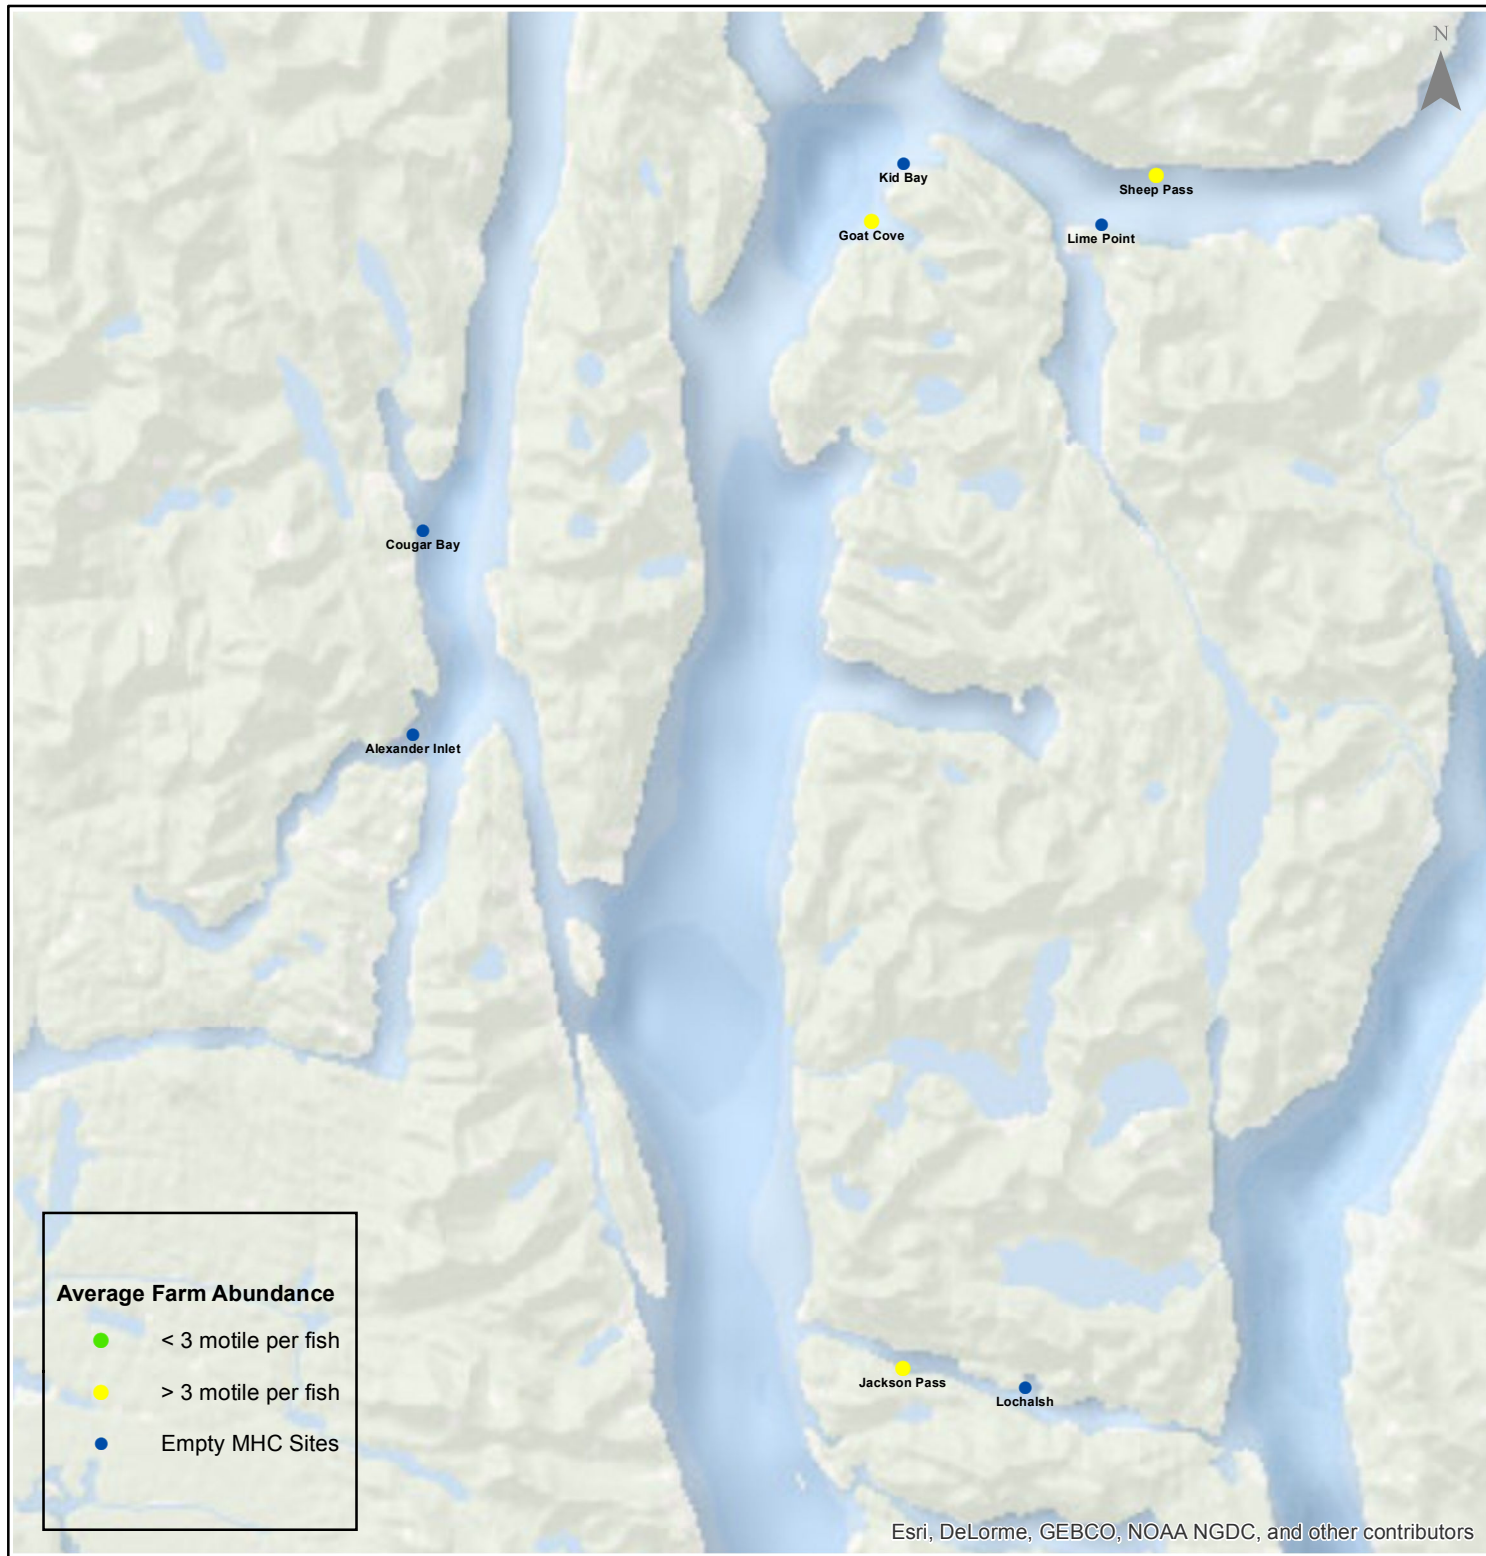 N
Kid Bay
Sheep Pass
Goat Cove
Lime Point
Cougar Bay
Alexander Inlet
Average Farm Abundance
< 3 motile per fish
> 3 motile per fish
Empty MHC Sites
Jackson Pass
Lochalsh
Esri, DeLorme, GEBCO, NOAA NGDC, and other contributors